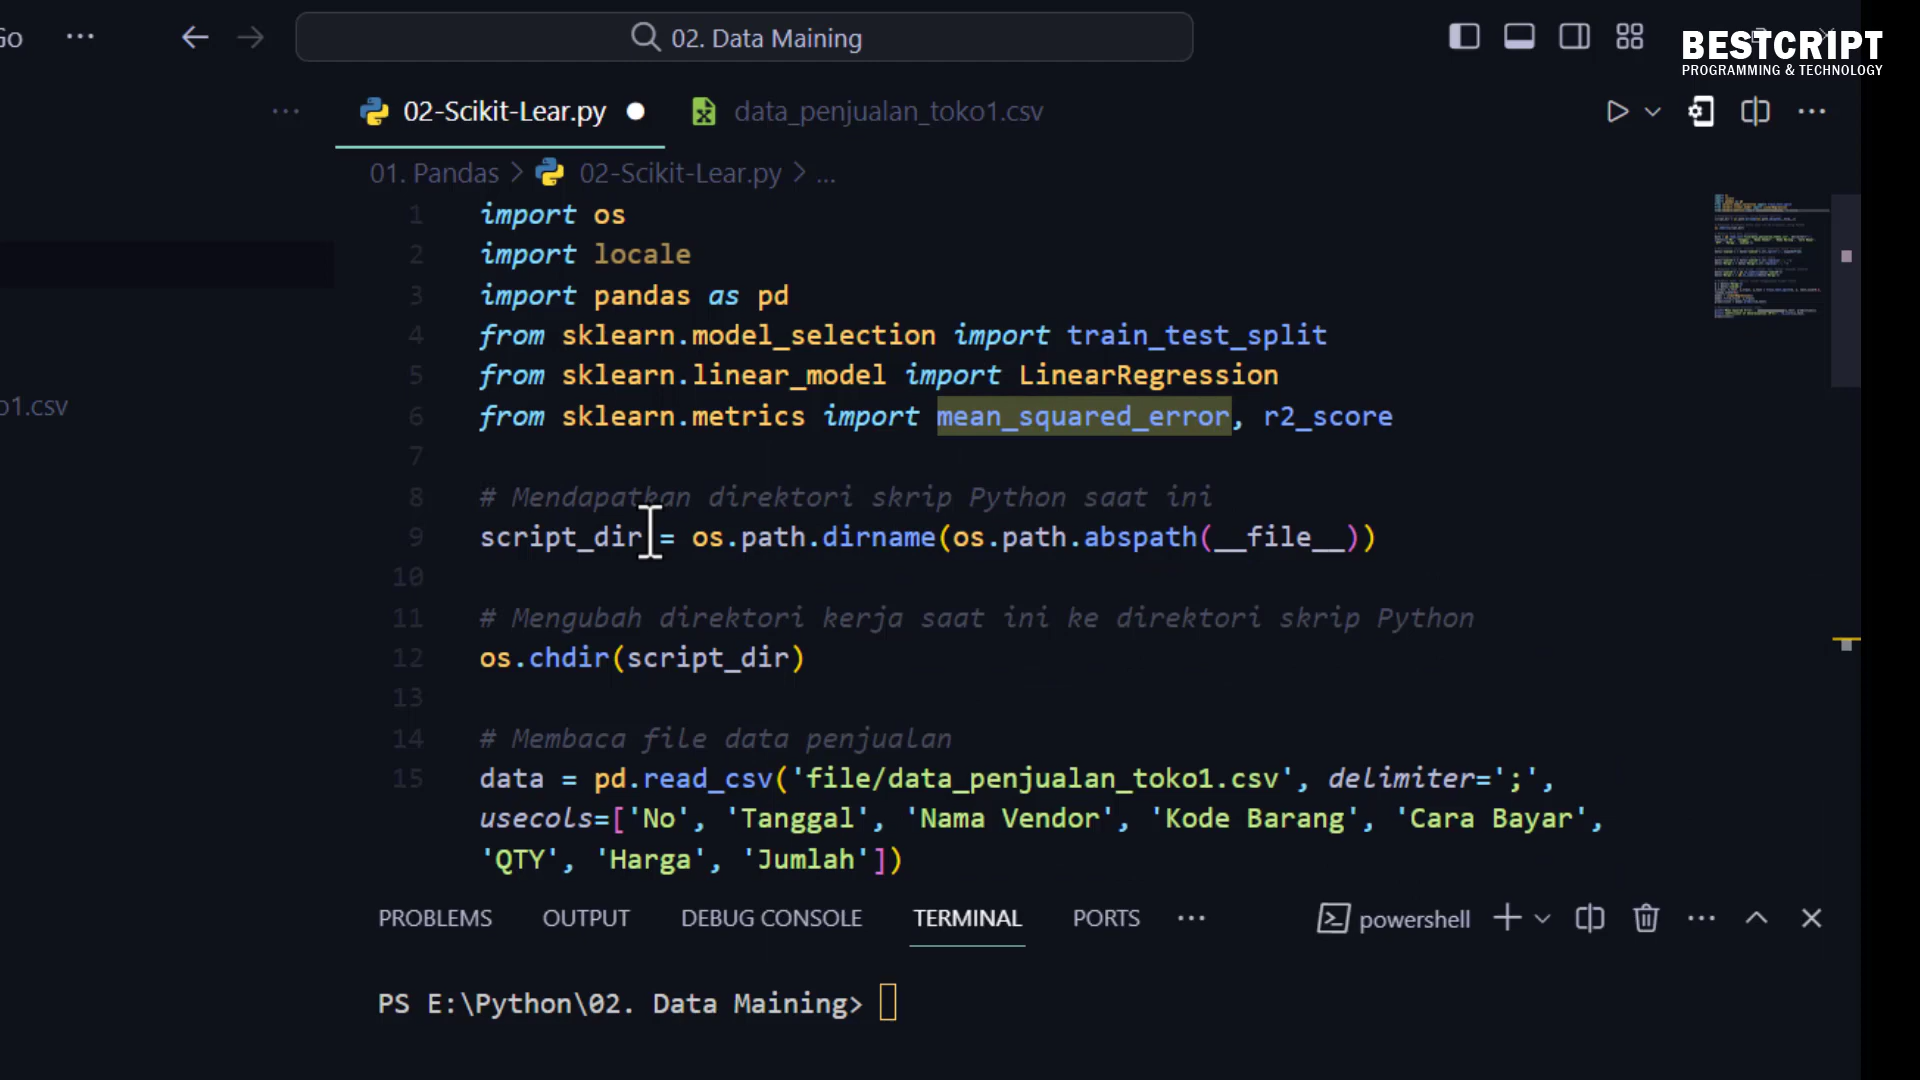 Go ...
02. Data Maining
BESTCRIPT
PROGRAMMING & TECHNOLOGY
02-Scikit-Lear.py
data_penjualan_toko1.csv
01. Pandas > 02-Scikit-Lear.py > ...
o1.csv
1 import os
2 import locale
3 import pandas as pd
4 from sklearn.model_selection import train_test_split
5 from sklearn.linear_model import LinearRegression
6 from sklearn.metrics import mean_squared_error, r2_score
7
8 # Mendapatkan direktori skrip Python saat ini
9 script_dir = os.path.dirname(os.path.abspath(__file__))
10
11 # Mengubah direktori kerja saat ini ke direktori skrip Python
12 os.chdir(script_dir)
13
14 # Membaca file data penjualan
15 data = pd.read_csv('file/data_penjualan_toko1.csv', delimiter=';',
usecols=['No', 'Tanggal', 'Nama Vendor', 'Kode Barang', 'Cara Bayar',
'QTY', 'Harga', 'Jumlah'])
PROBLEMS OUTPUT DEBUG CONSOLE TERMINAL PORTS ... powershell
PS E:\Python\02. Data Maining>